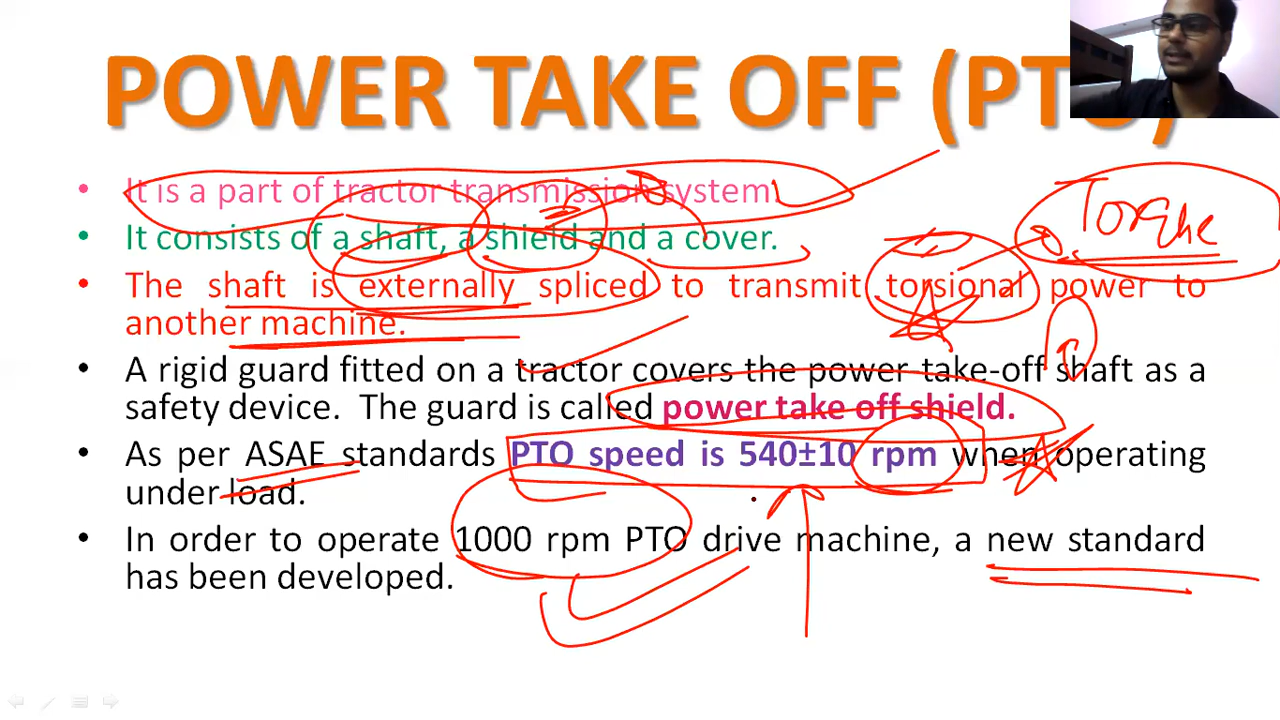 POWER TAKE OFF (PTO)
• It is a part of tractor transmission system.
• It consists of a shaft, a shield and a cover.
Torque
• The shaft is externally spliced to transmit torsional power to
another machine.
• A rigid guard fitted on a tractor covers the power take-off shaft as a
safety device. The guard is called power take off shield.
• As per ASAE standards PTO speed is 540±10 rpm when operating
under load.
• In order to operate 1000 rpm PTO drive machine, a new standard
has been developed.